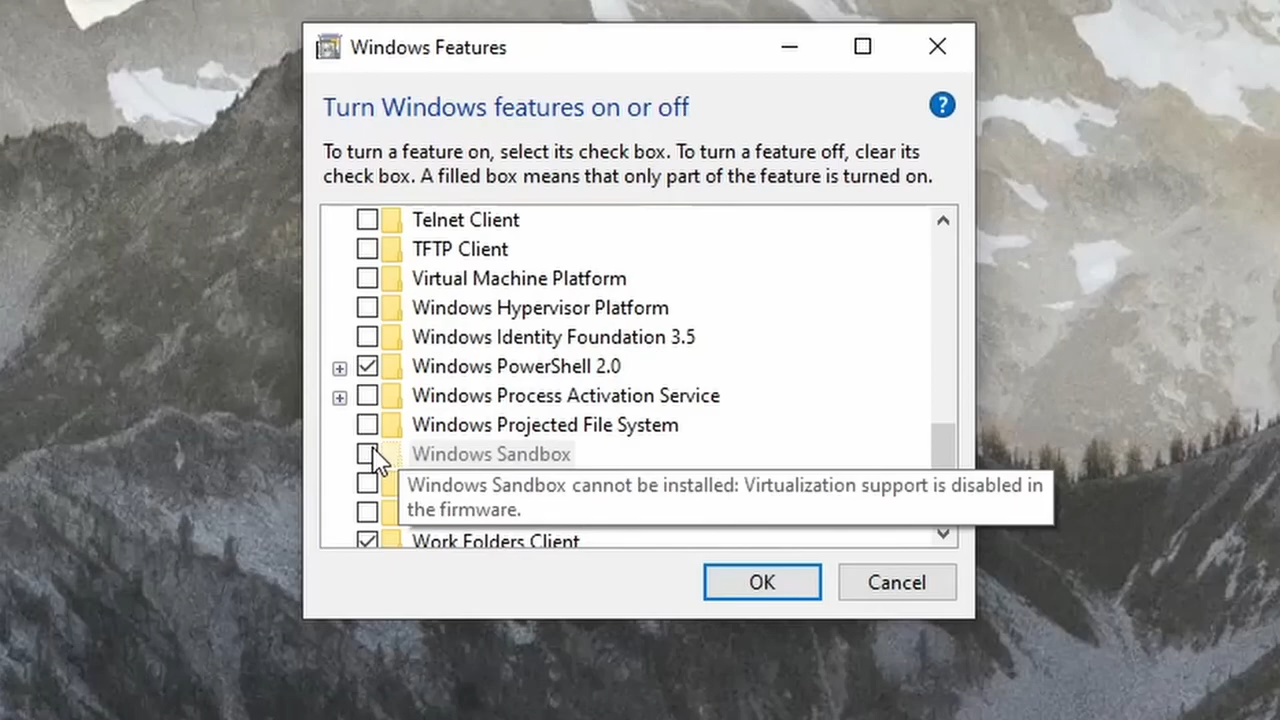 Windows Features
Turn Windows features on or off
?
To turn a feature on, select its check box. To turn a feature off, clear its
check box. A filled box means that only part of the feature is turned on.
Telnet Client
TFTP Client
Virtual Machine Platform
Windows Hypervisor Platform
Windows Identity Foundation 3.5
Windows PowerShell 2.0
Windows Process Activation Service
Windows Projected File System
Windows Sandbox
Windows Sandbox cannot be installed: Virtualization support is disabled in
the firmware.
Work Folders Client
OK
Cancel